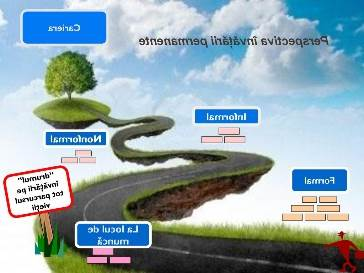 Perspectiva învățării permanente
Cariera
Informal
Nonformal
Formal
"drumul"
învățării pe
tot parcursul
vieții
La locul de
muncă